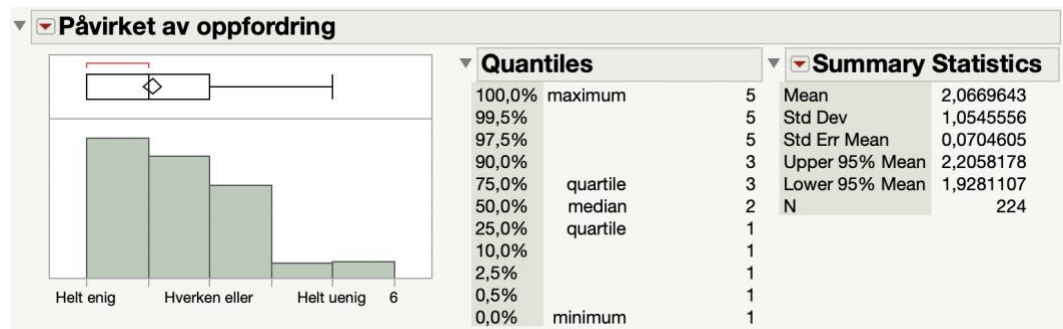 Påvirket av oppfordring
Helt enig Hverken eller Helt uenig 6
Quantiles
100,0% maximum 5
99,5% 5
97,5% 5
90,0% 3
75,0% quartile 3
50,0% median 2
25,0% quartile 1
10,0% 1
2,5% 1
0,5% 1
0,0% minimum 1
Summary Statistics
Mean 2,0669643
Std Dev 1,0545556
Std Err Mean 0,0704605
Upper 95% Mean 2,2058178
Lower 95% Mean 1,9281107
N 224